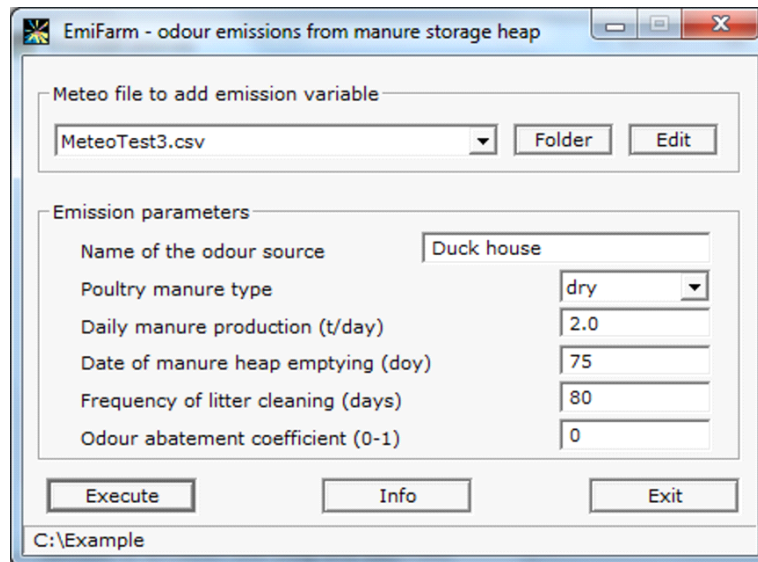 EmiFarm - odour emissions from manure storage heap
Meteo file to add emission variable
MeteoTest3.csv Folder Edit
Emission parameters
Name of the odour source Duck house
Poultry manure type dry
Daily manure production (t/day) 2.0
Date of manure heap emptying (doy) 75
Frequency of litter cleaning (days) 80
Odour abatement coefficient (0-1) 0
Execute Info Exit
C:\Example